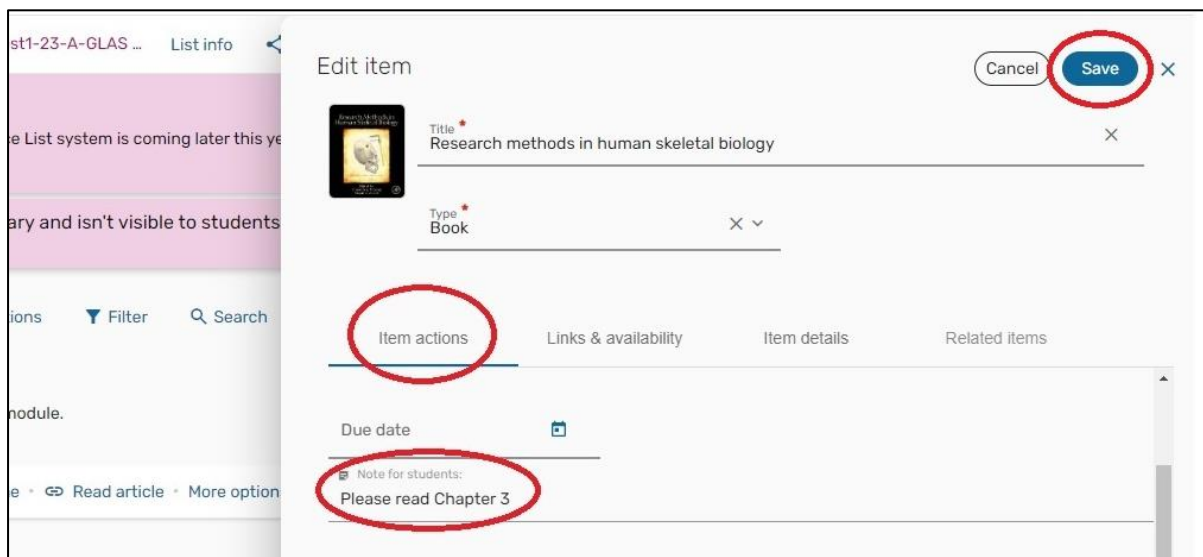 st1-23-A-GLAS ... List info
Edit item
Cancel Save
e List system is coming later this ye
Title *
Research methods in human skeletal biology
ary and isn't visible to students
Type *
Book
ions Filter Search
Item actions Links & availability Item details Related items
module.
Due date
Note for students:
e • Read article • More option
Please read Chapter 3